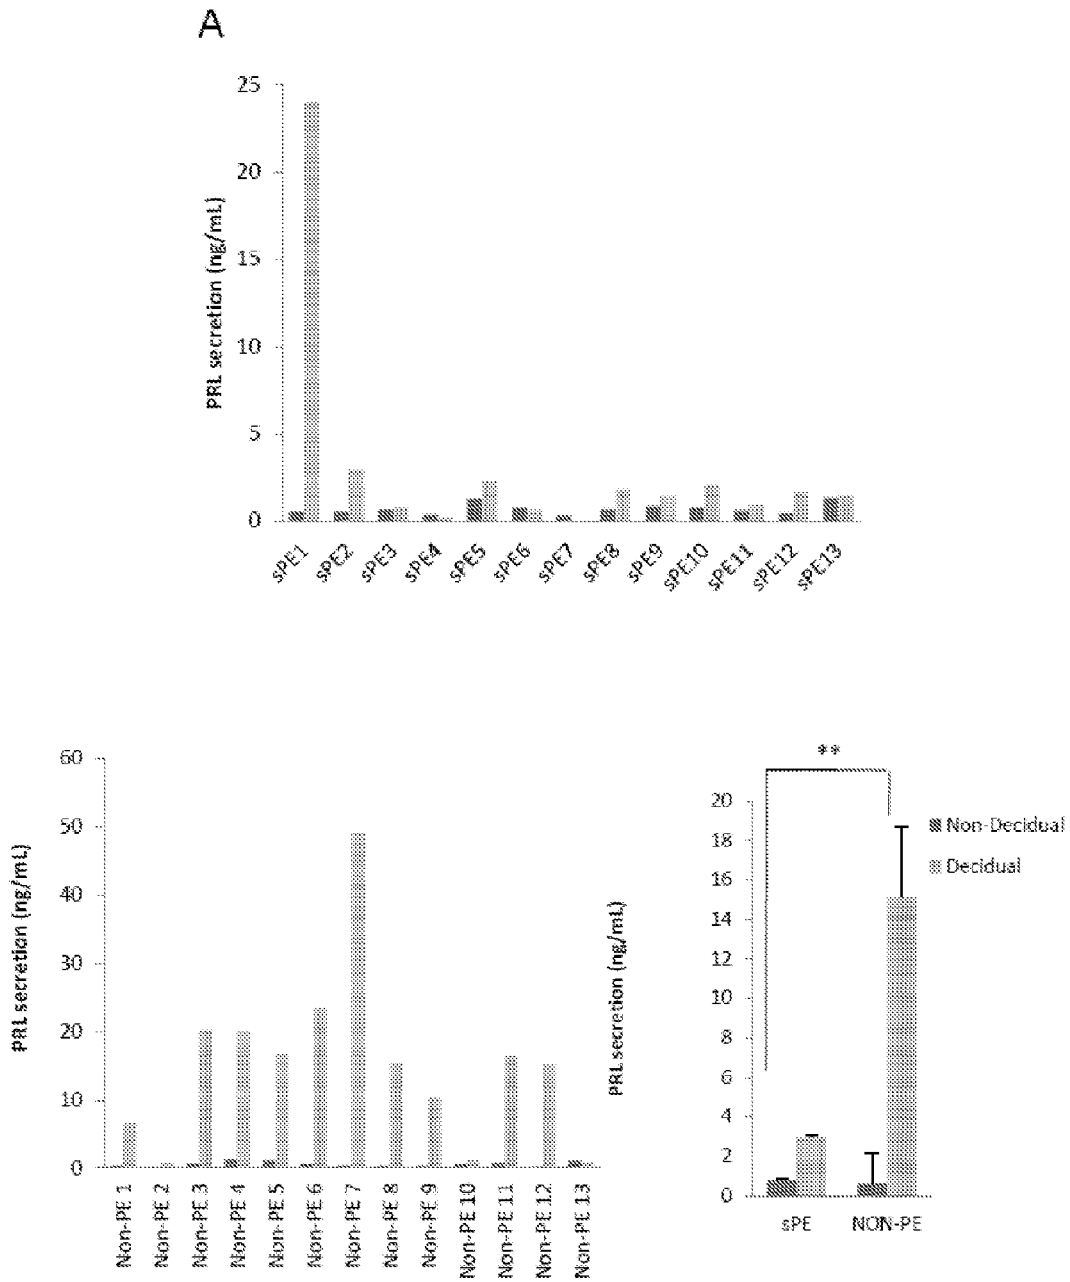 A
25
20
15
10
5
0
PRL secretion (ng/mL)
sPE1
sPE2
sPE3
sPE4
sPE5
sPE6
sPE7
sPE8
sPE9
sPE10
sPE11
sPE12
sPE13
60
50
40
30
20
10
0
PRL secretion (ng/mL)
Non-PE 1
Non-PE 2
Non-PE 3
Non-PE 4
Non-PE 5
Non-PE 6
Non-PE 7
Non-PE 8
Non-PE 9
Non-PE 10
Non-PE 11
Non-PE 12
Non-PE 13
**
20
18
16
14
12
10
8
6
4
2
0
PRL secretion (ng/mL)
sPE
NON-PE
Non-Decidual
Decidual